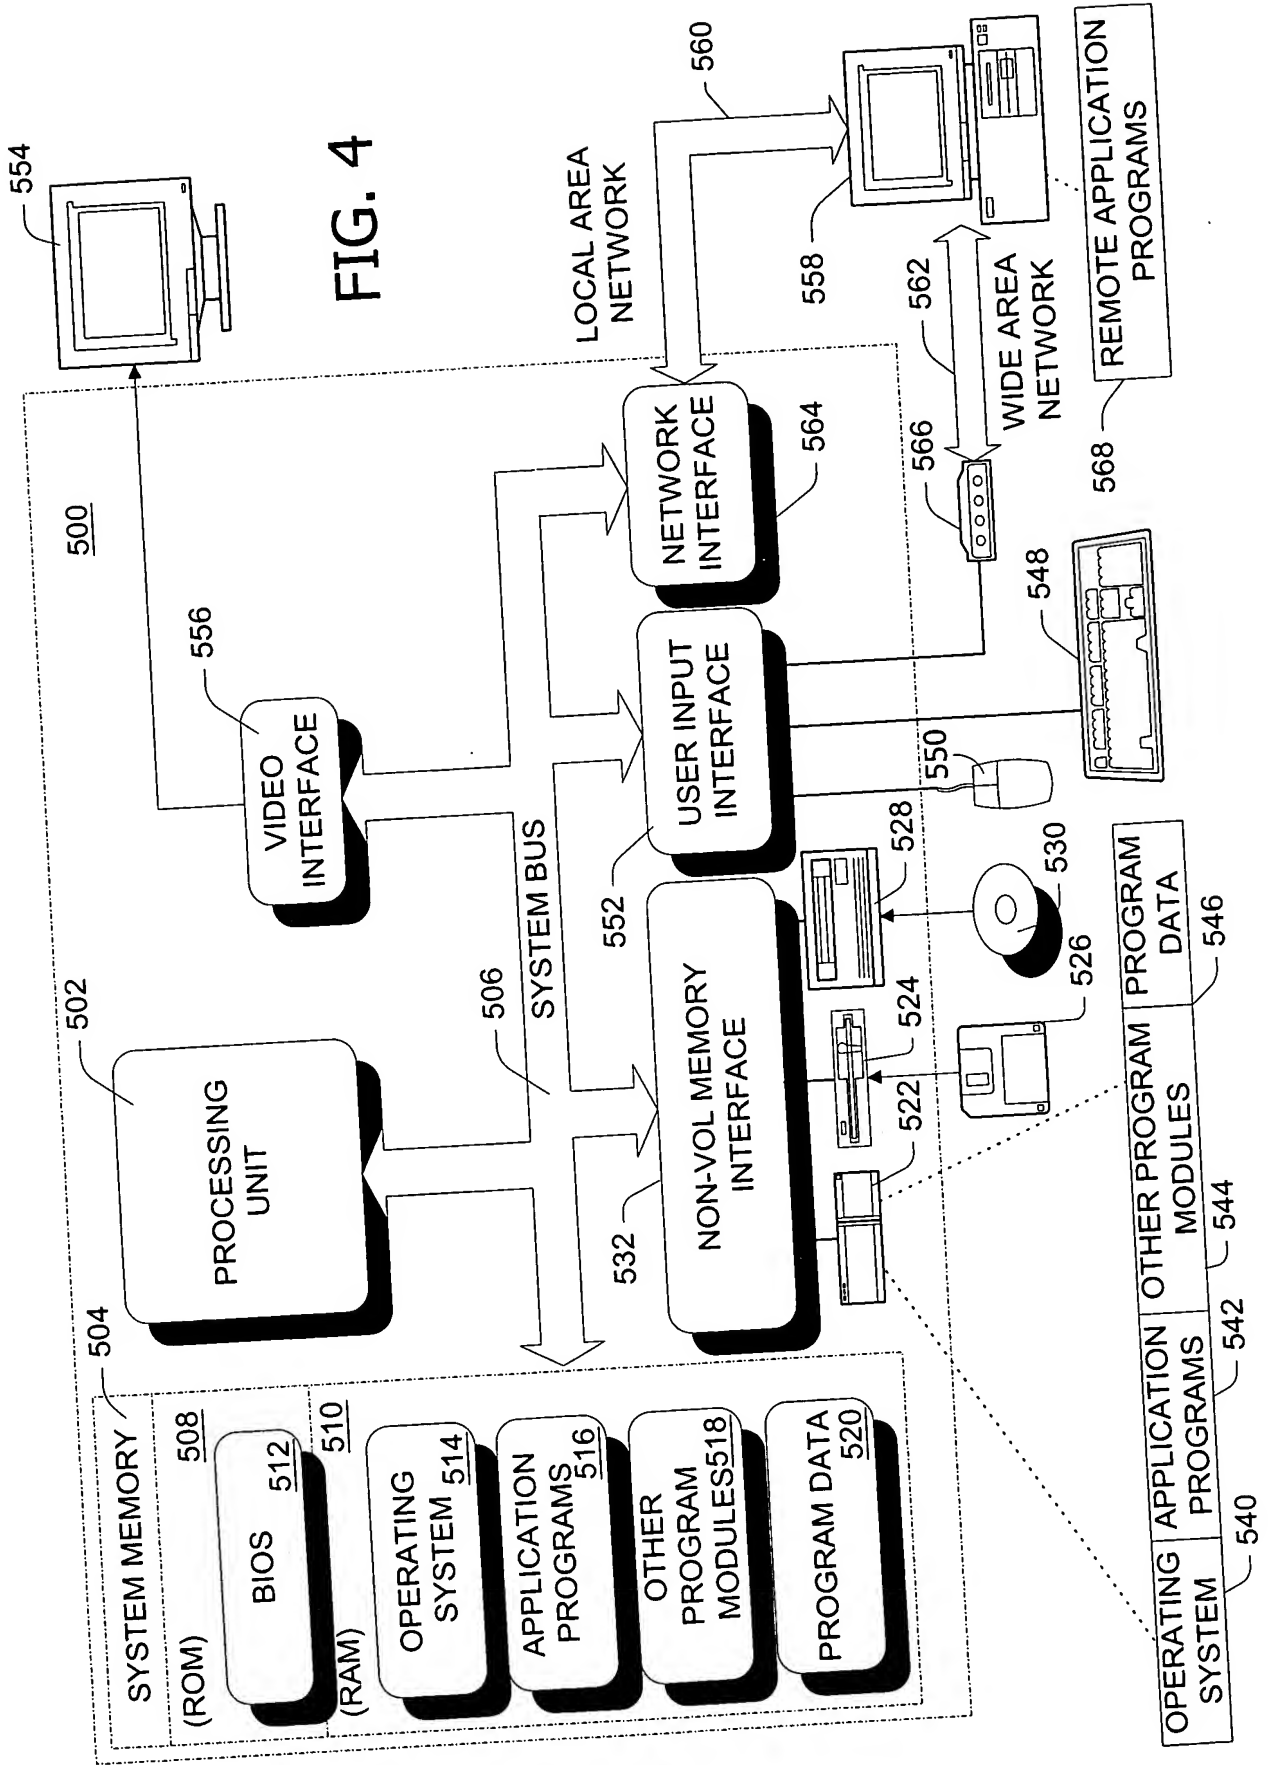 500
554
SYSTEM MEMORY
504
(ROM)
508
BIOS
512
(RAM)
510
OPERATING
SYSTEM 514
APPLICATION
PROGRAMS
516
OTHER
PROGRAM
MODULES518
PROGRAM DATA
520
502
PROCESSING
UNIT
556
VIDEO
INTERFACE
506
SYSTEM BUS
532
NON-VOL MEMORY
INTERFACE
552
USER INPUT
INTERFACE
NETWORK
INTERFACE
564
FIG. 4
LOCAL AREA
NETWORK
560
558
562
WIDE AREA
NETWORK
566
522
524
528
526
530
550
548
568
REMOTE APPLICATION
PROGRAMS
OPERATING
SYSTEM
540
APPLICATION
PROGRAMS
542
OTHER PROGRAM
MODULES
544
PROGRAM
DATA
546